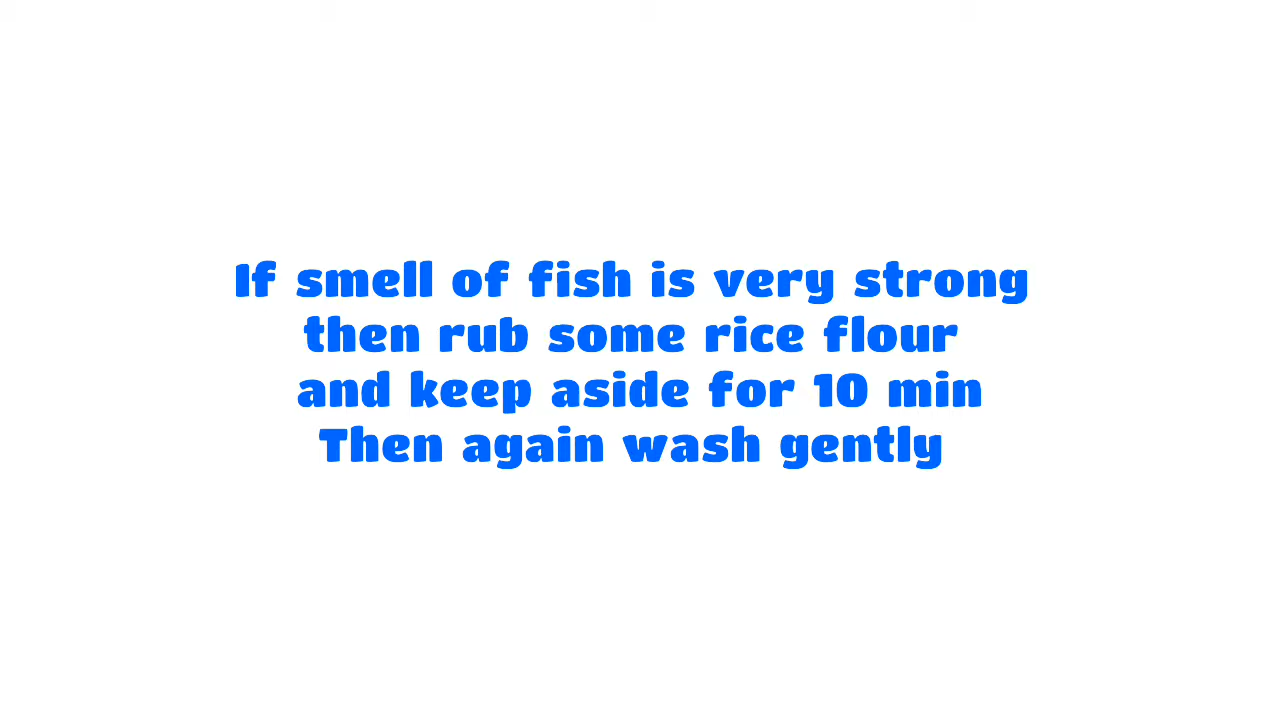 If smell of fish is very strong
then rub some rice flour
and keep aside for 10 min
Then again wash gently